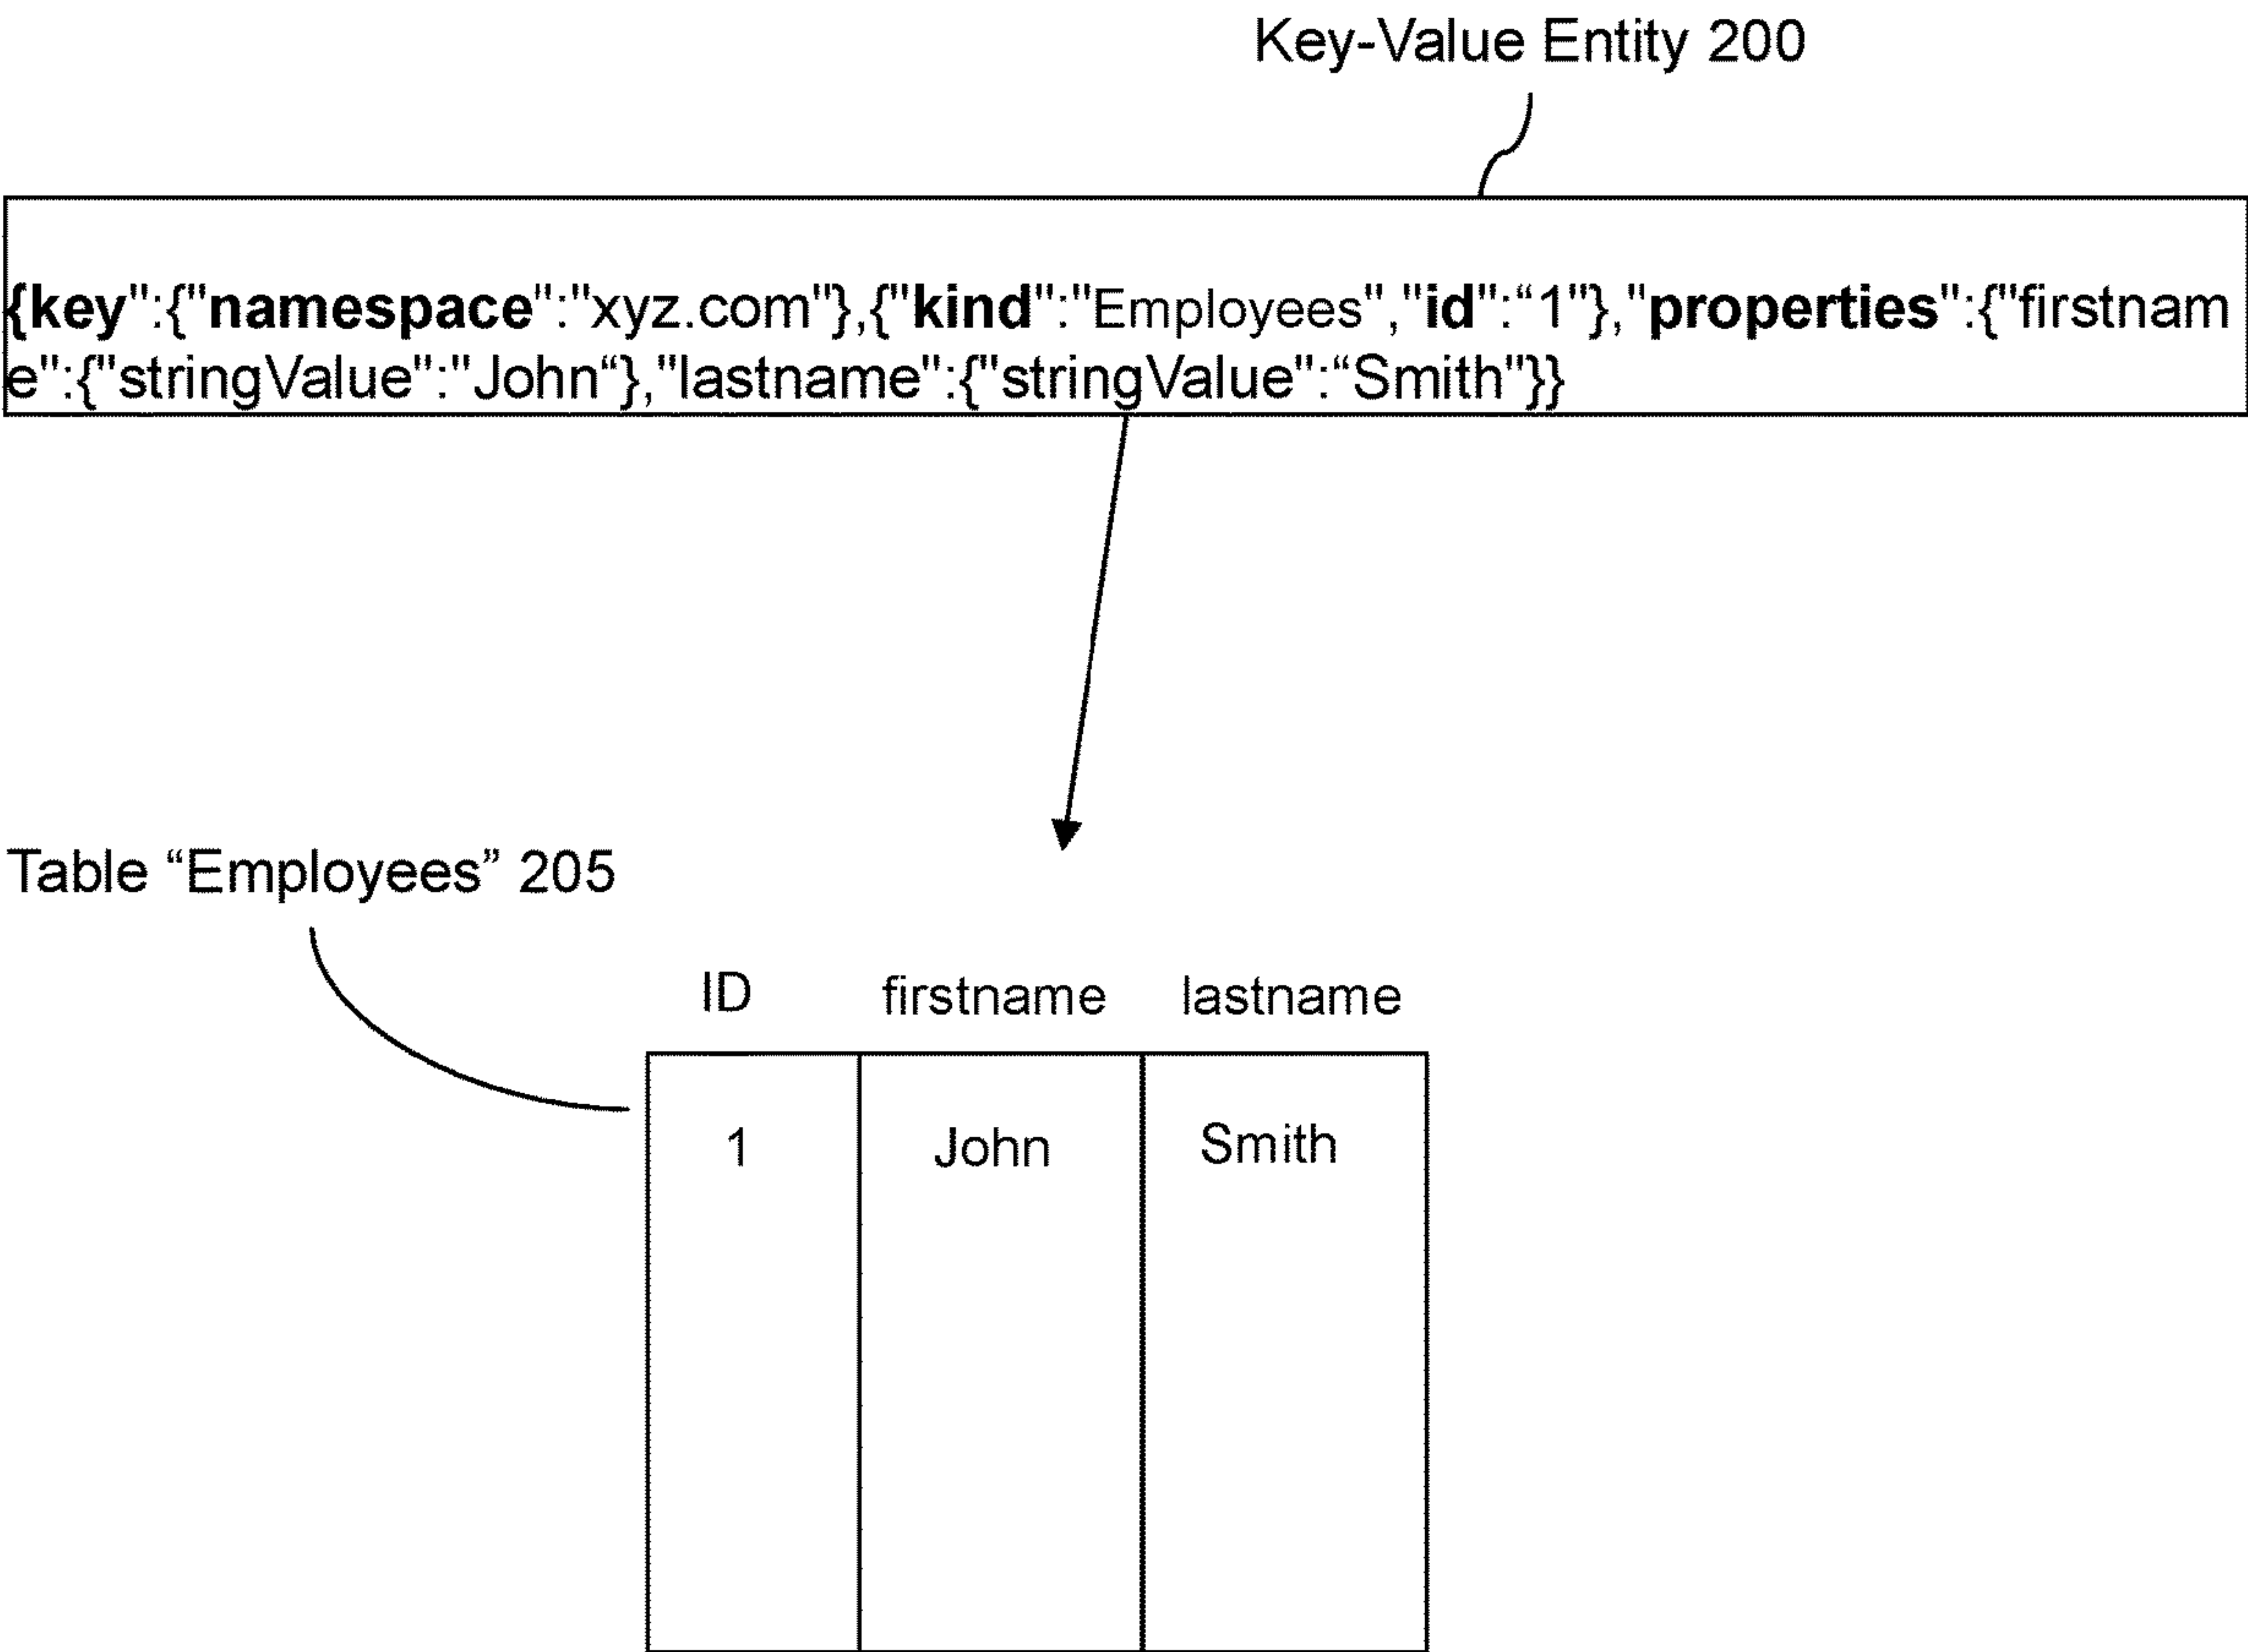 Key-Value Entity 200
{key":{"namespace":"xyz.com"},{"kind":"Employees","id":“1"},"properties":{"firstnam
e":{"stringValue":"John“},"lastname":{"stringValue":“Smith"}}
Table “Employees” 205
ID firstname lastname
1 John Smith